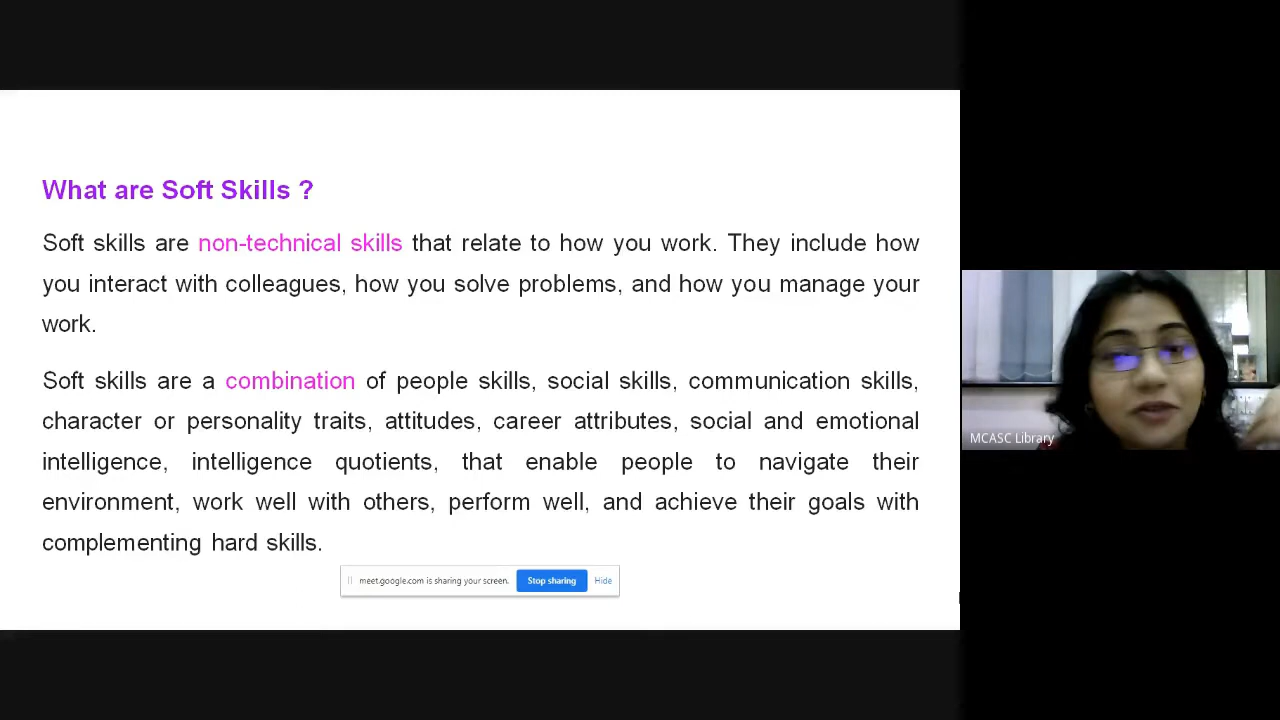 What are Soft Skills ?
Soft skills are non-technical skills that relate to how you work. They include how
you interact with colleagues, how you solve problems, and how you manage your
work.
Soft skills are a combination of people skills, social skills, communication skills,
character or personality traits, attitudes, career attributes, social and emotional
intelligence, intelligence quotients, that enable people to navigate their
environment, work well with others, perform well, and achieve their goals with
complementing hard skills.
meet.google.com is sharing your screen. Stop sharing Hide
MCASC Library